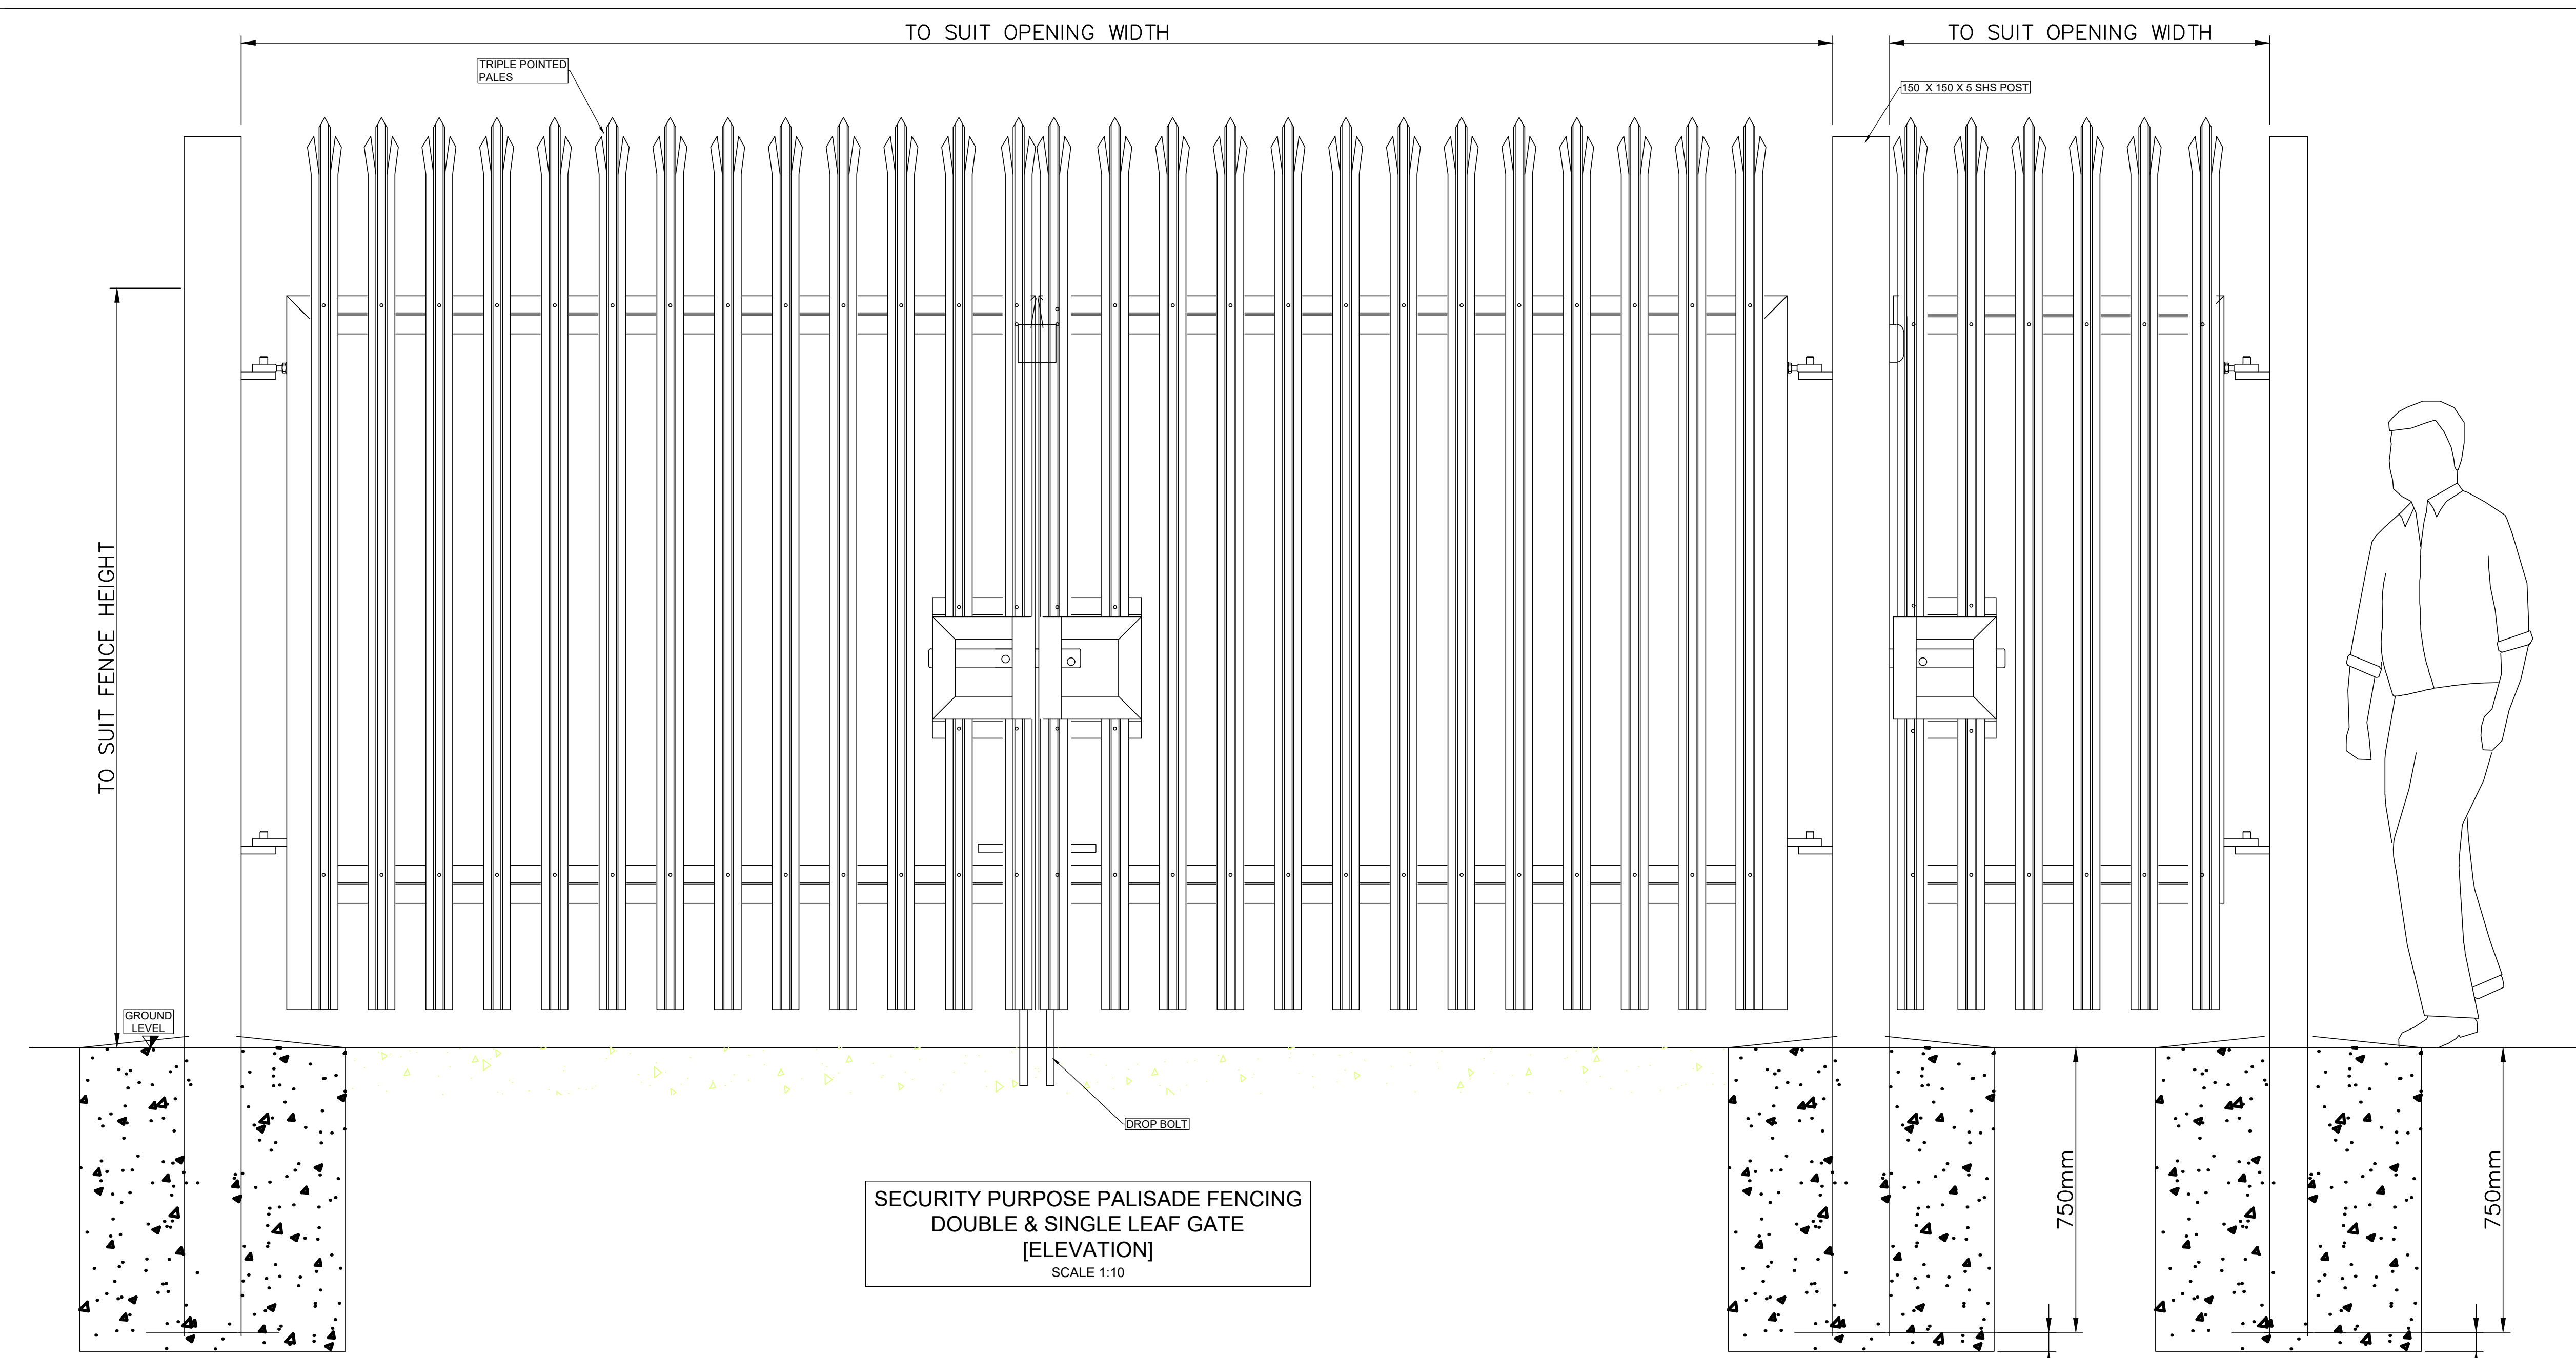 TO SUIT OPENING WIDTH
TO SUIT OPENING WIDTH
TRIPLE POINTED
PALES
150 X 150 X 5 SHS POST
TO SUIT FENCE HEIGHT
GROUND
LEVEL
DROP BOLT
750mm
750mm
SECURITY PURPOSE PALISADE FENCING
DOUBLE & SINGLE LEAF GATE
[ELEVATION]
SCALE 1:10